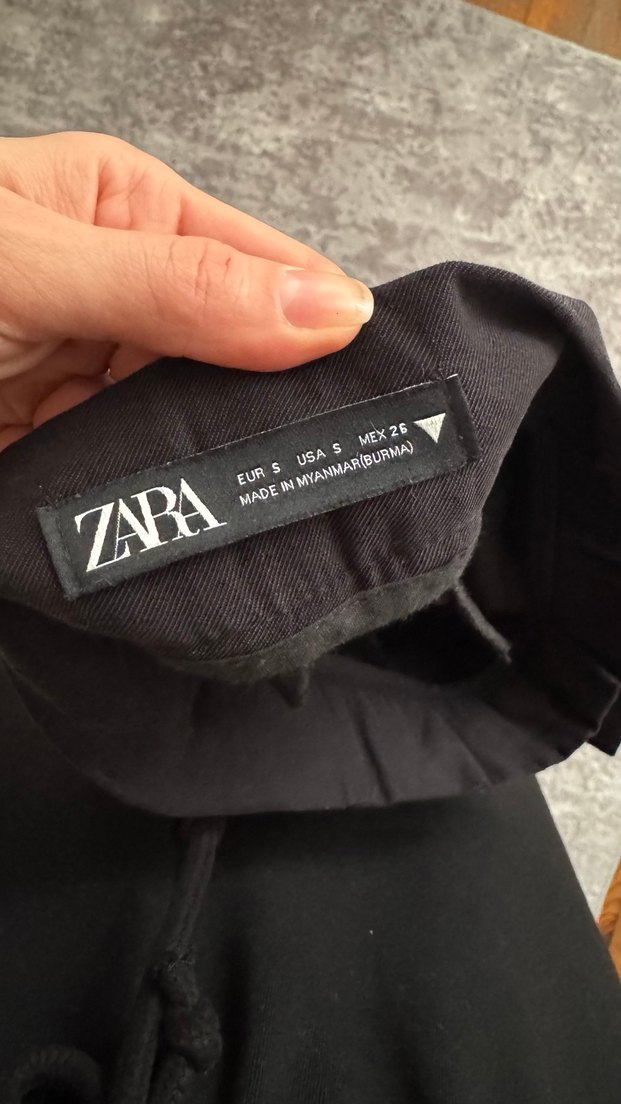 ZARA
EUR S USA S MEX 26
MADE IN MYANMAR(BURMA)